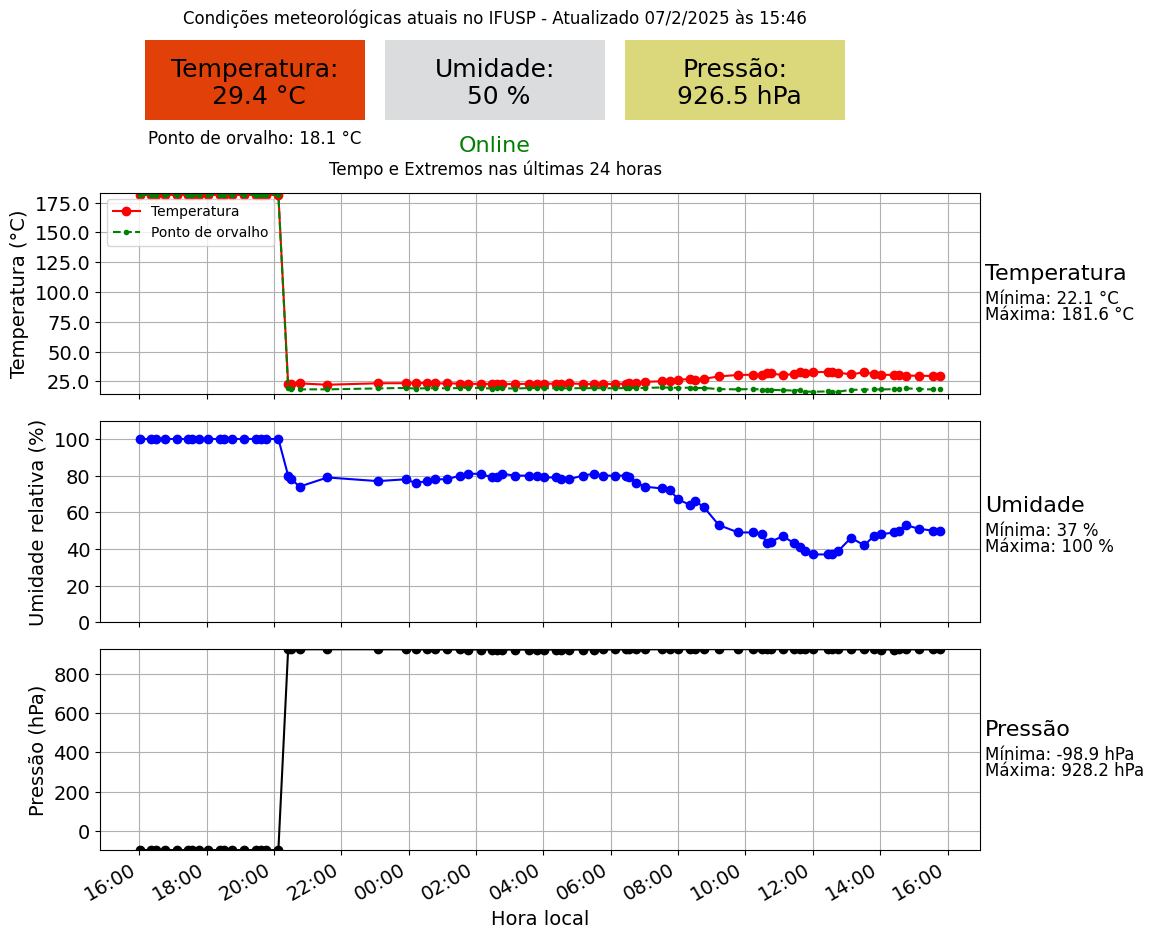 Condições meteorológicas atuais no IFUSP - Atualizado 07/2/2025 às 15:46
Temperatura:
29.4 °C
Umidade:
50 %
Pressão:
926.5 hPa
Ponto de orvalho: 18.1 °C
Online
Tempo e Extremos nas últimas 24 horas
Temperatura (°C)
175.0
150.0
125.0
100.0
75.0
50.0
25.0
Temperatura
Ponto de orvalho
Temperatura
Mínima: 22.1 °C
Máxima: 181.6 °C
Umidade relativa (%)
100
80
60
40
20
0
Umidade
Mínima: 37 %
Máxima: 100 %
Pressão (hPa)
800
600
400
200
0
Pressão
Mínima: -98.9 hPa
Máxima: 928.2 hPa
16:00 18:00 20:00 22:00 00:00 02:00 04:00 06:00 08:00 10:00 12:00 14:00 16:00
Hora local